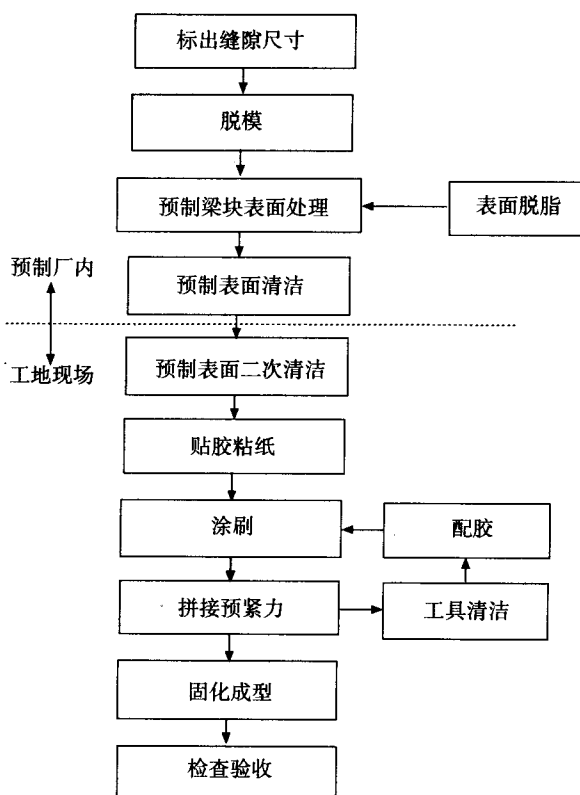 标出缝隙尺寸
脱模
预制梁块表面处理
表面脱脂
预制厂内
预制表面清洁
工地现场
预制表面二次清洁
贴胶粘纸
涂刷
配胶
拼接预紧力
工具清洁
固化成型
检查验收